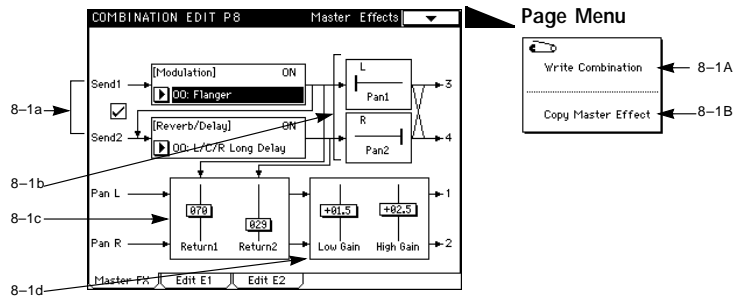 COMBINATION EDIT P8 Master Effects
Page Menu
Write Combination
8–1A
Copy Master Effect
8–1B
Send1
[Modulation] ON
00: Flanger
L
Pan1
3
8–1a
Send2
[Reverb/Delay] ON
00: L/C/R Long Delay
R
Pan2
4
8–1b
Pan L
1
8–1c
070
029
+01.5
+02.5
Pan R
Return1
Return2
Low Gain
High Gain
2
8–1d
Master FX
Edit E1
Edit E2